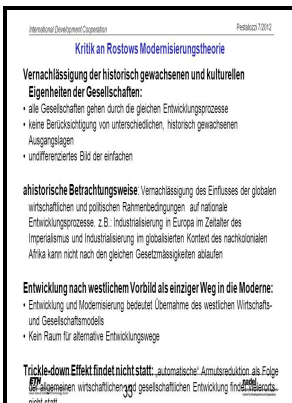 International Development Cooperation
Pestalozzi 7/2012
Kritik an Rostows Modernisierungstheorie
Vernachlässigung der historisch gewachsenen und kulturellen
Eigenheiten der Gesellschaften:
• alle Gesellschaften gehen durch die gleichen Entwicklungsprozesse
• keine Berücksichtigung von unterschiedlichen, historisch gewachsenen
Ausgangslagen
• undifferenziertes Bild der einfachen
ahistorische Betrachtungsweise: Vernachlässigung des Einflusses der globalen
wirtschaftlichen und politischen Rahmenbedingungen auf nationale
Entwicklungsprozesse. z.B.: Industrialisierung in Europa im Zeitalter des
Imperialismus und Industrialisierung im globalisierten Kontext des nachkolonialen
Afrika kann nicht nach den gleichen Gesetzmässigkeiten ablaufen
Entwicklung nach westlichem Vorbild als einziger Weg in die Moderne:
• Entwicklung und Modernisierung bedeutet Übernahme des westlichen Wirtschafts-
und Gesellschaftsmodells
• Kein Raum für alternative Entwicklungswege
Trickle-down Effekt findet nicht statt: „automatische“ Armutsreduktion als Folge
der allgemeinen wirtschaftlichen und gesellschaftlichen Entwicklung findet vielerorts
nicht statt
ETH
33
nadel